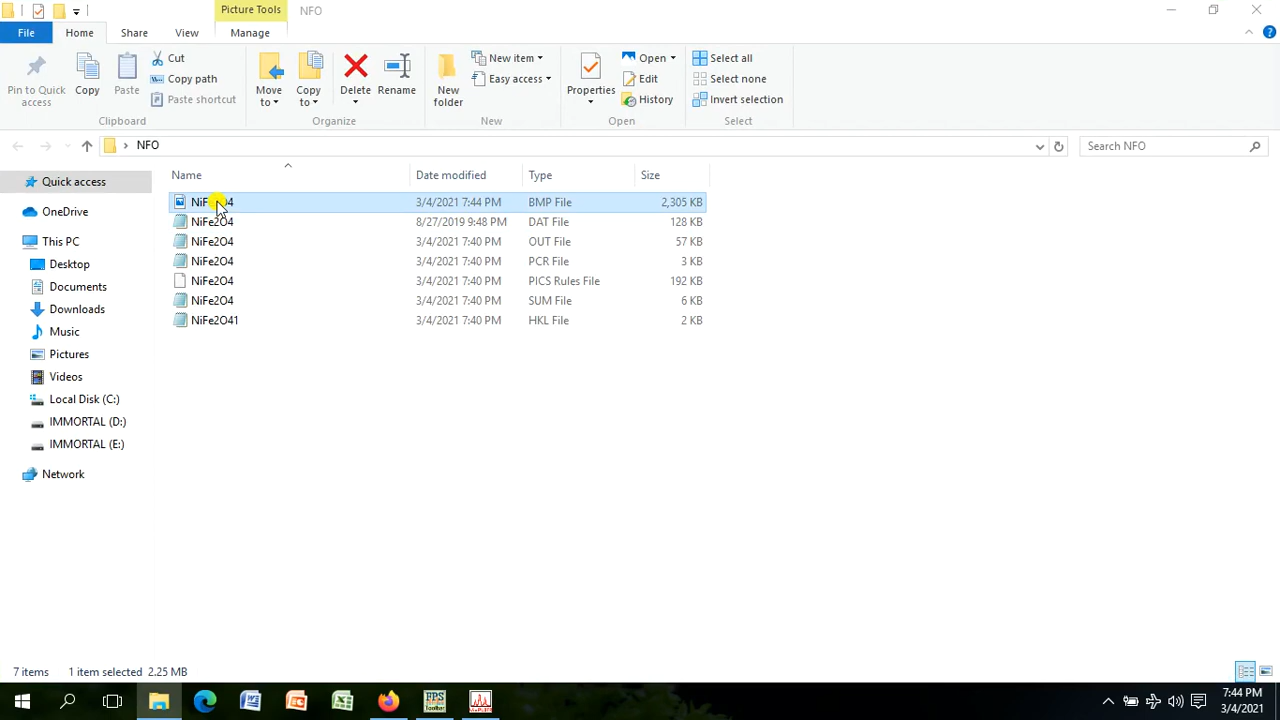 Picture Tools NFO
File Home Share View Manage
Pin to Quick access
Copy
Paste
Cut
Copy path
Paste shortcut
Clipboard
Move to
Copy to
Delete
Rename
Organize
New folder
New item
Easy access
New
Properties
Open
Edit
History
Open
Select all
Select none
Invert selection
Select
NFO
Search NFO
Name Date modified Type Size
3/4/2021 7:44 PM BMP File 2,305 KB
NiFe2O4 8/27/2019 9:48 PM DAT File 128 KB
NiFe2O4 3/4/2021 7:40 PM OUT File 57 KB
NiFe2O4 3/4/2021 7:40 PM PCR File 3 KB
NiFe2O4 3/4/2021 7:40 PM PICS Rules File 192 KB
NiFe2O4 3/4/2021 7:40 PM SUM File 6 KB
NiFe2O41 3/4/2021 7:40 PM HKL File 2 KB
Quick access
OneDrive
This PC
Desktop
Documents
Downloads
Music
Pictures
Videos
Local Disk (C:)
IMMORTAL (D:)
IMMORTAL (E:)
Network
7 items 1 item selected 2.25 MB
FPS
Toolbar
7:44 PM
3/4/2021